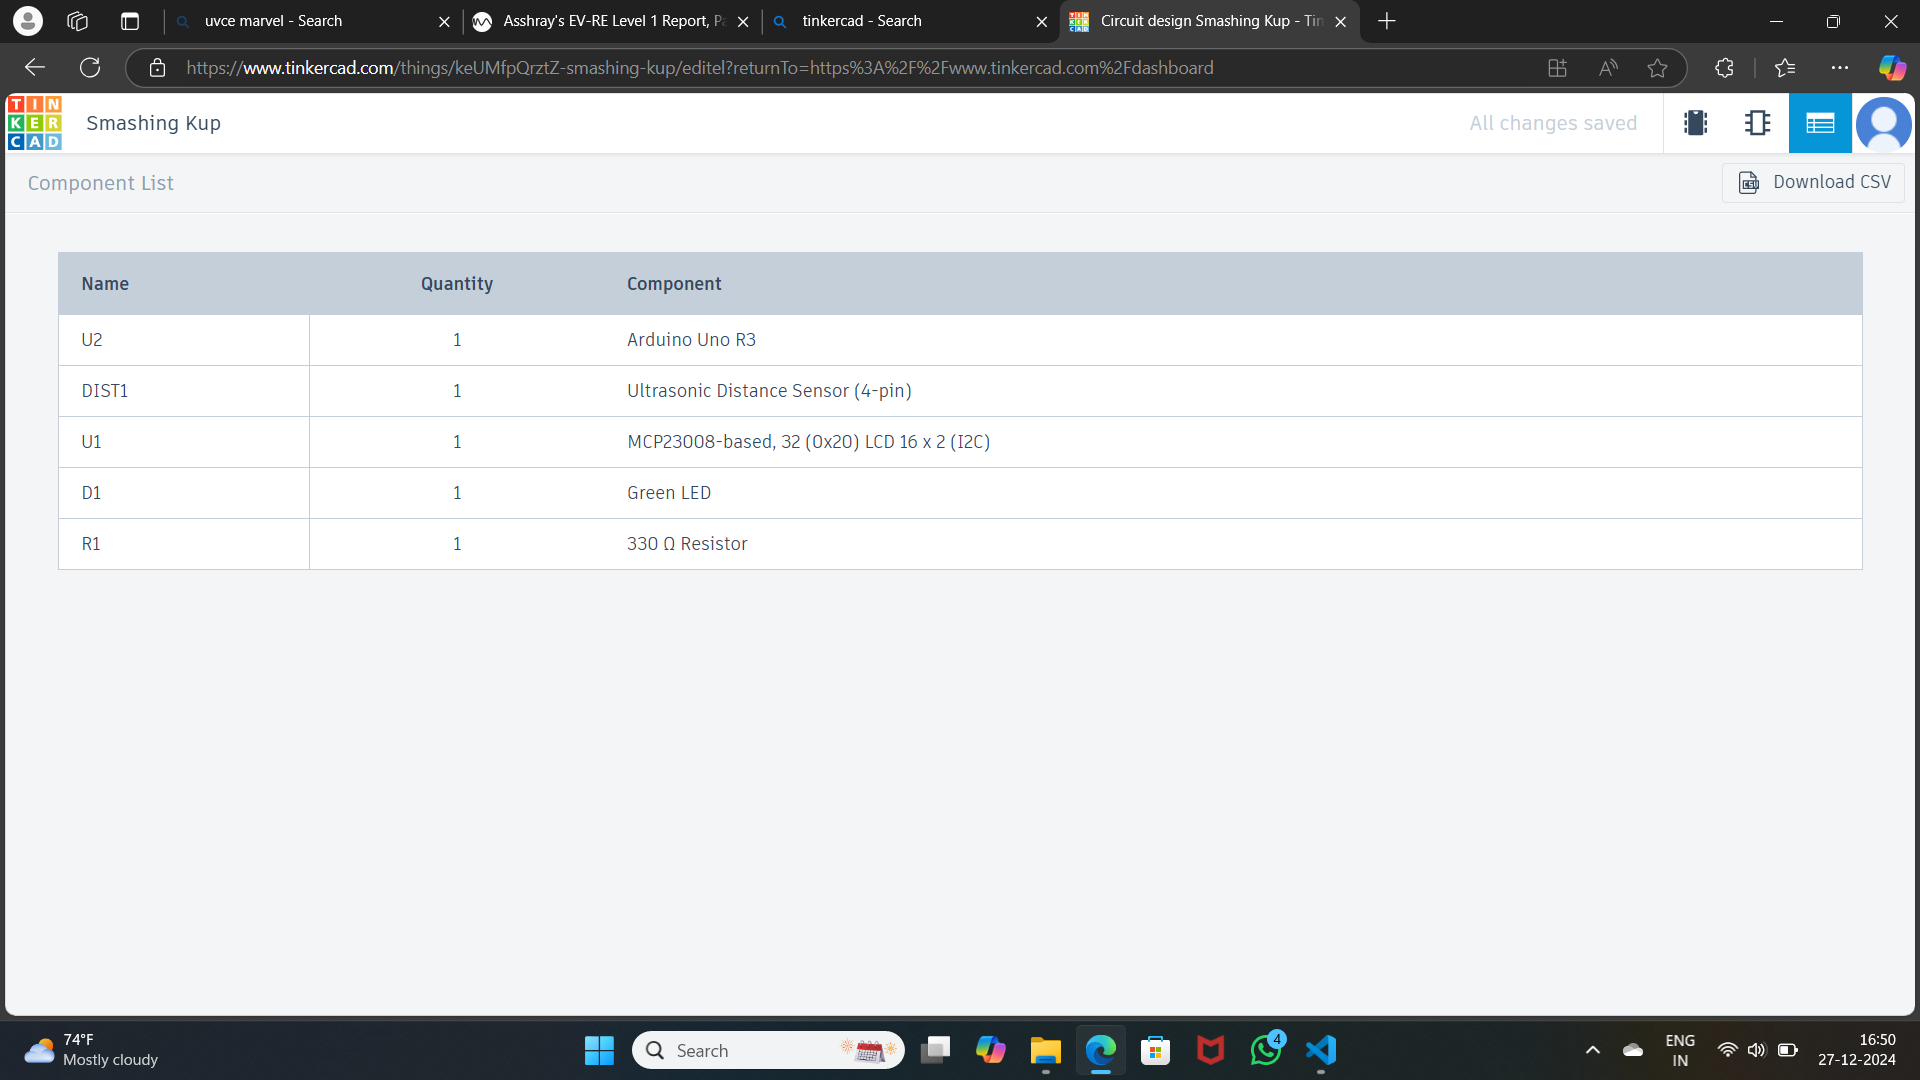 uvce marvel - Search
Asshray's EV-RE Level 1 Report, Pa
tinkercad - Search
Circuit design Smashing Kup - Tin
https://www.tinkercad.com/things/keUMfpQrztZ-smashing-kup/editel?returnTo=https%3A%2F%2Fwww.tinkercad.com%2Fdashboard
TIN
KER
CAD
Smashing Kup
All changes saved
Component List
CSV
Download CSV
Name Quantity Component
U2 1 Arduino Uno R3
DIST1 1 Ultrasonic Distance Sensor (4-pin)
U1 1 MCP23008-based, 32 (0x20) LCD 16 x 2 (I2C)
D1 1 Green LED
R1 1 330 Ω Resistor
74°F
Mostly cloudy
Search
4
ENG
IN
16:50
27-12-2024